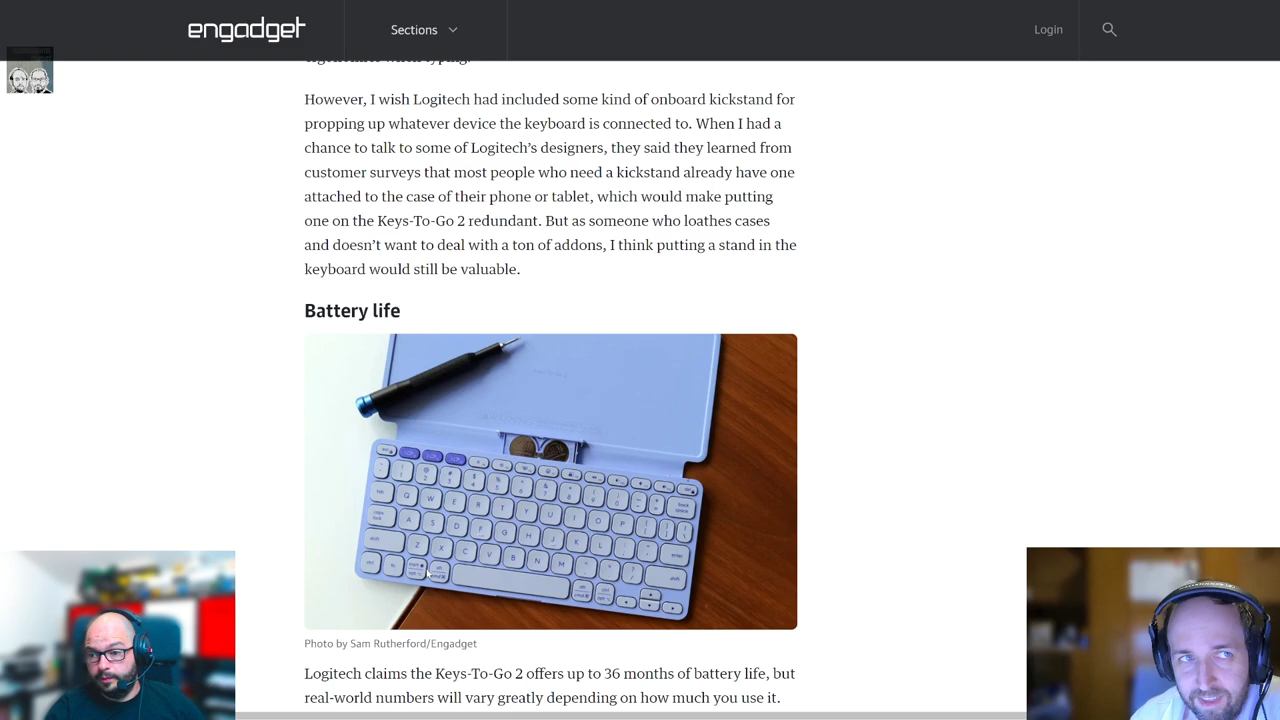 engadget
Sections
Login
However, I wish Logitech had included some kind of onboard kickstand for
propping up whatever device the keyboard is connected to. When I had a
chance to talk to some of Logitech’s designers, they said they learned from
customer surveys that most people who need a kickstand already have one
attached to the case of their phone or tablet, which would make putting
one on the Keys-To-Go 2 redundant. But as someone who loathes cases
and doesn’t want to deal with a ton of addons, I think putting a stand in the
keyboard would still be valuable.
Battery life
Q W E R T Y U I O P
caps lock A S D F G H J K L enter
shift Z X C V B N M shift
Photo by Sam Rutherford/Engadget
Logitech claims the Keys-To-Go 2 offers up to 36 months of battery life, but
real-world numbers will vary greatly depending on how much you use it.